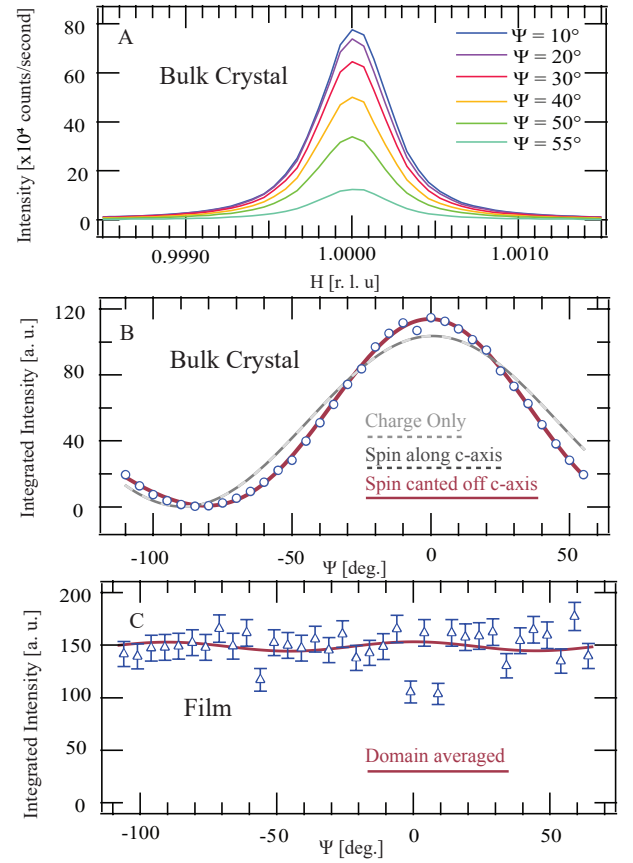 A
Bulk Crystal
Ψ = 10°
Ψ = 20°
Ψ = 30°
Ψ = 40°
Ψ = 50°
Ψ = 55°
Intensity [x10⁴ counts/second]
80
60
40
20
0
0.9990 1.0000 1.0010
H [r. l. u]
B
Bulk Crystal
Charge Only
Spin along c-axis
Spin canted off c-axis
Integrated Intensity [a. u.]
120
80
40
0
-100 -50 0 50
Ψ [deg.]
C
Film
Domain averaged
Integrated Intensity [a. u.]
200
150
100
50
0
-100 -50 0 50
Ψ [deg.]